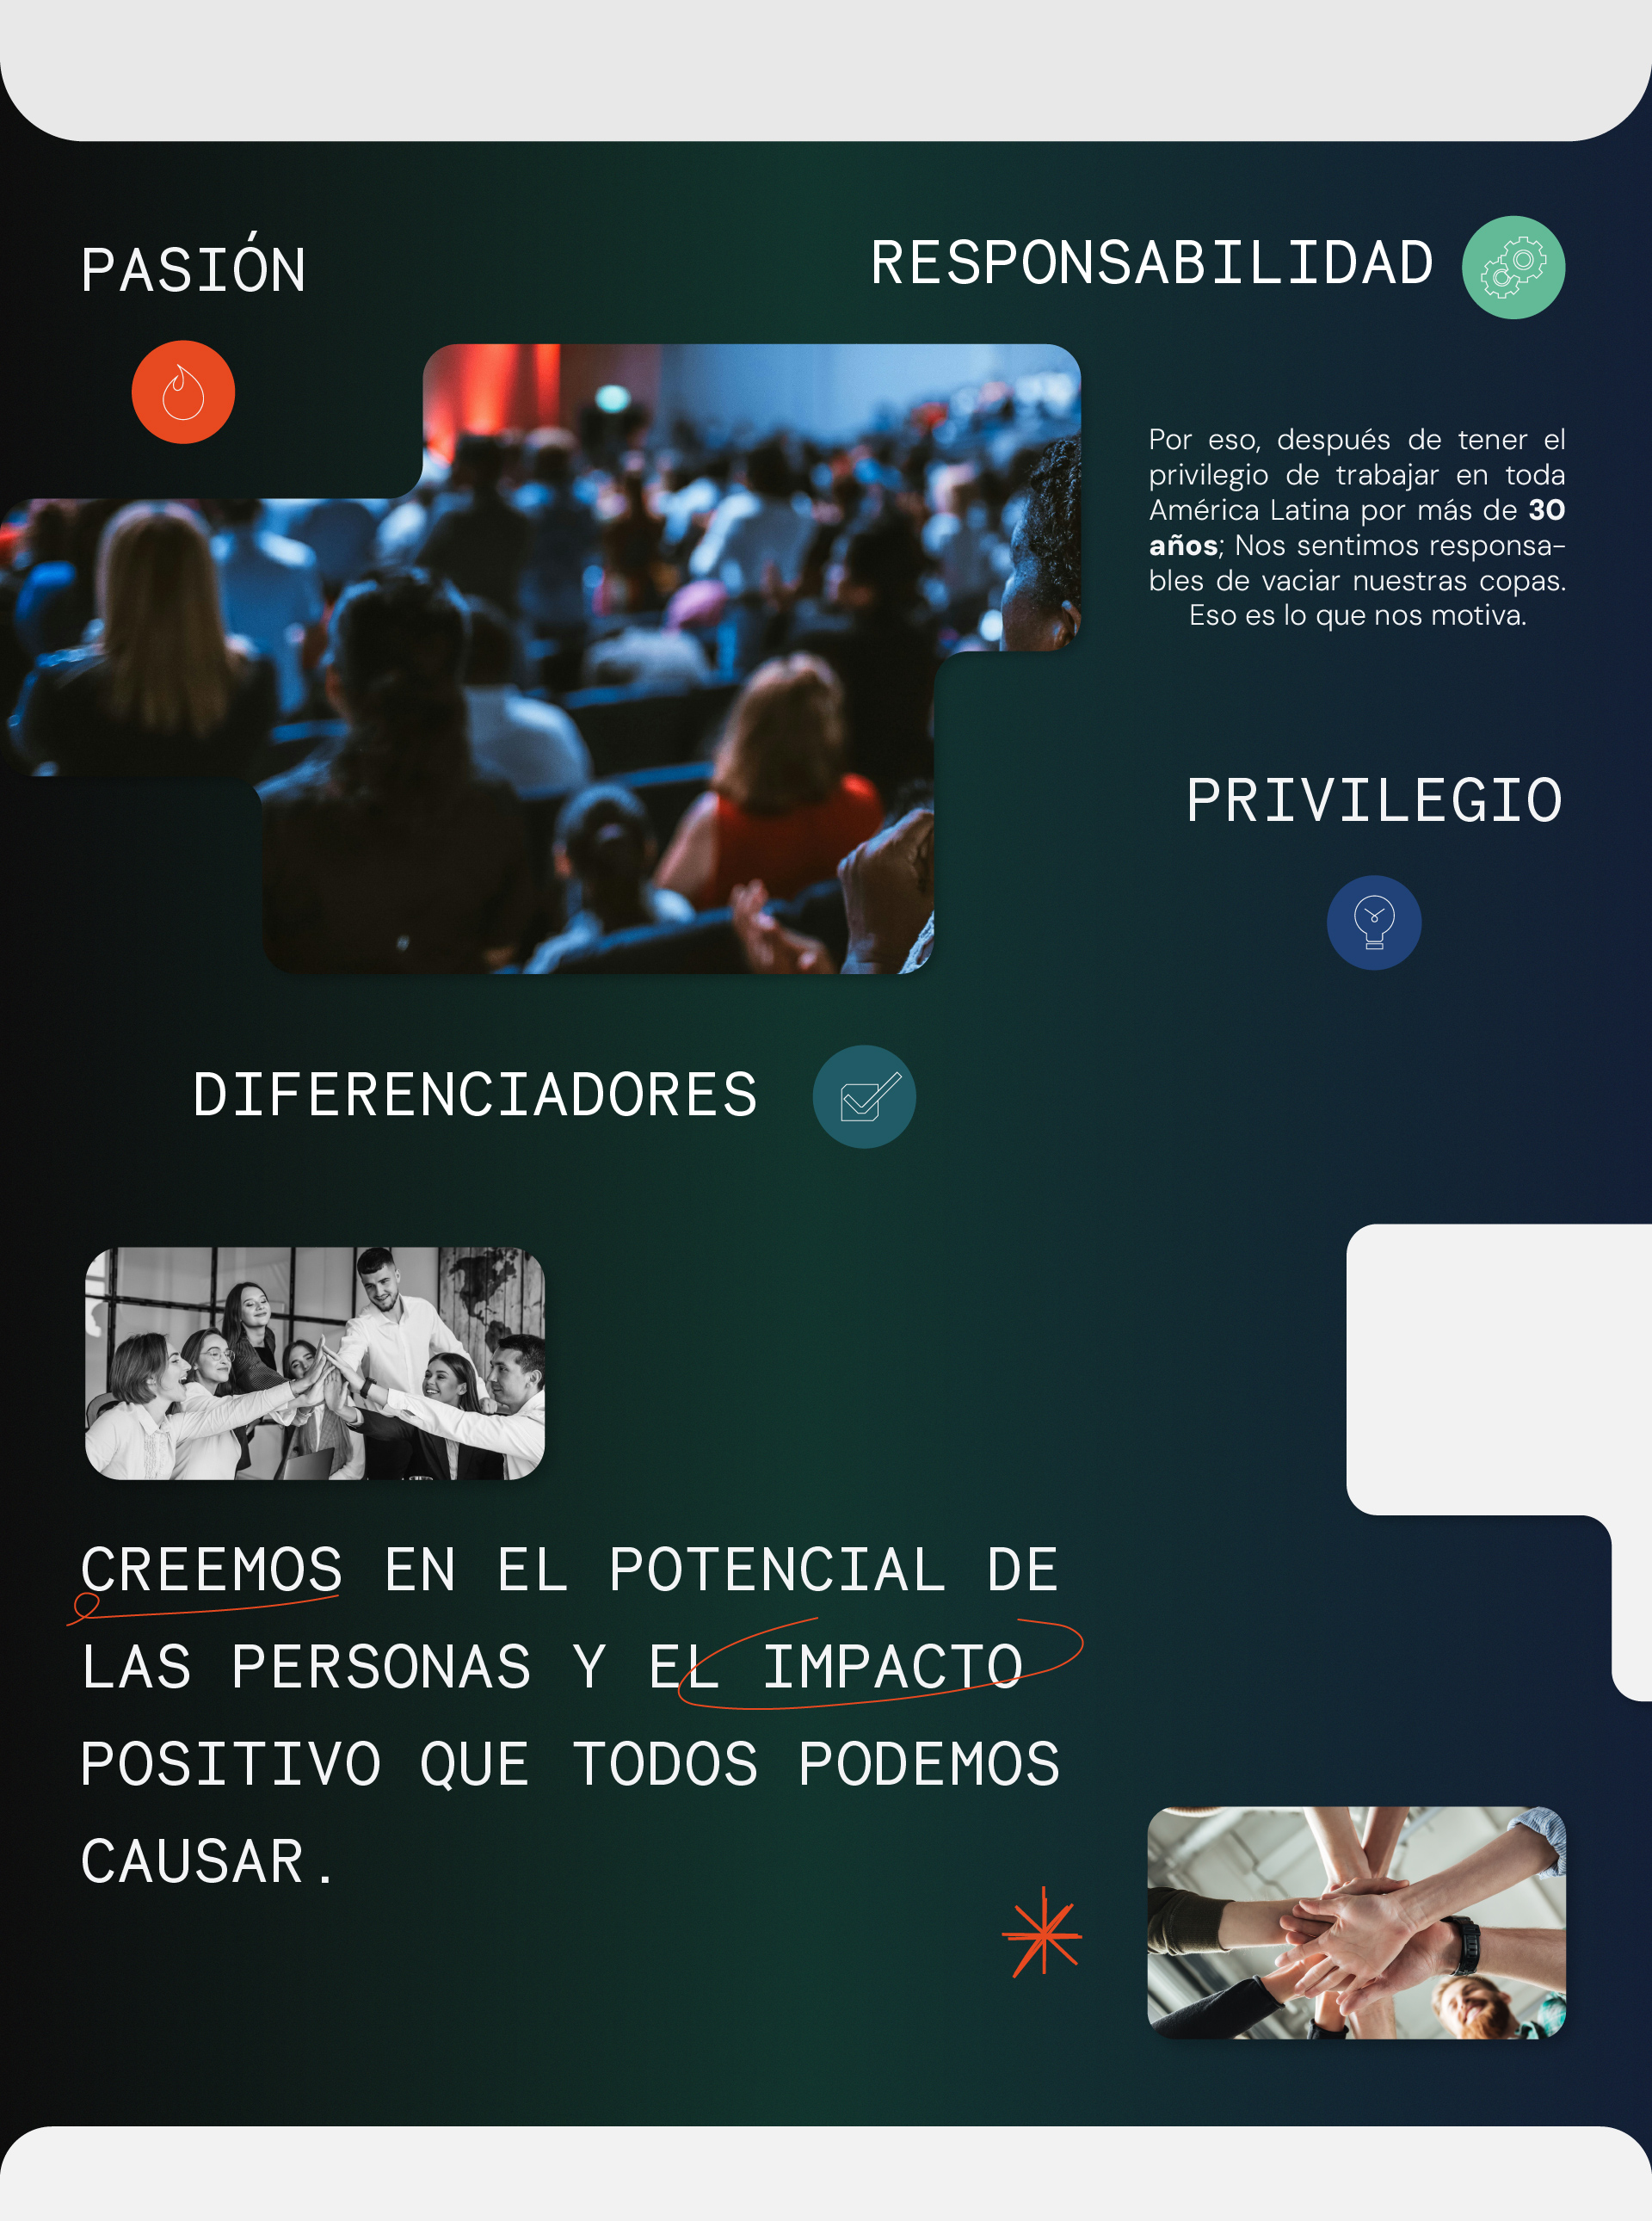 PASIÓN
RESPONSABILIDAD
Por eso, después de tener el
privilegio de trabajar en toda
América Latina por más de 30
años; Nos sentimos responsa-
bles de vaciar nuestras copas.
Eso es lo que nos motiva.
PRIVILEGIO
DIFERENCIADORES
CREEMOS EN EL POTENCIAL DE
LAS PERSONAS Y EL IMPACTO
POSITIVO QUE TODOS PODEMOS
CAUSAR.